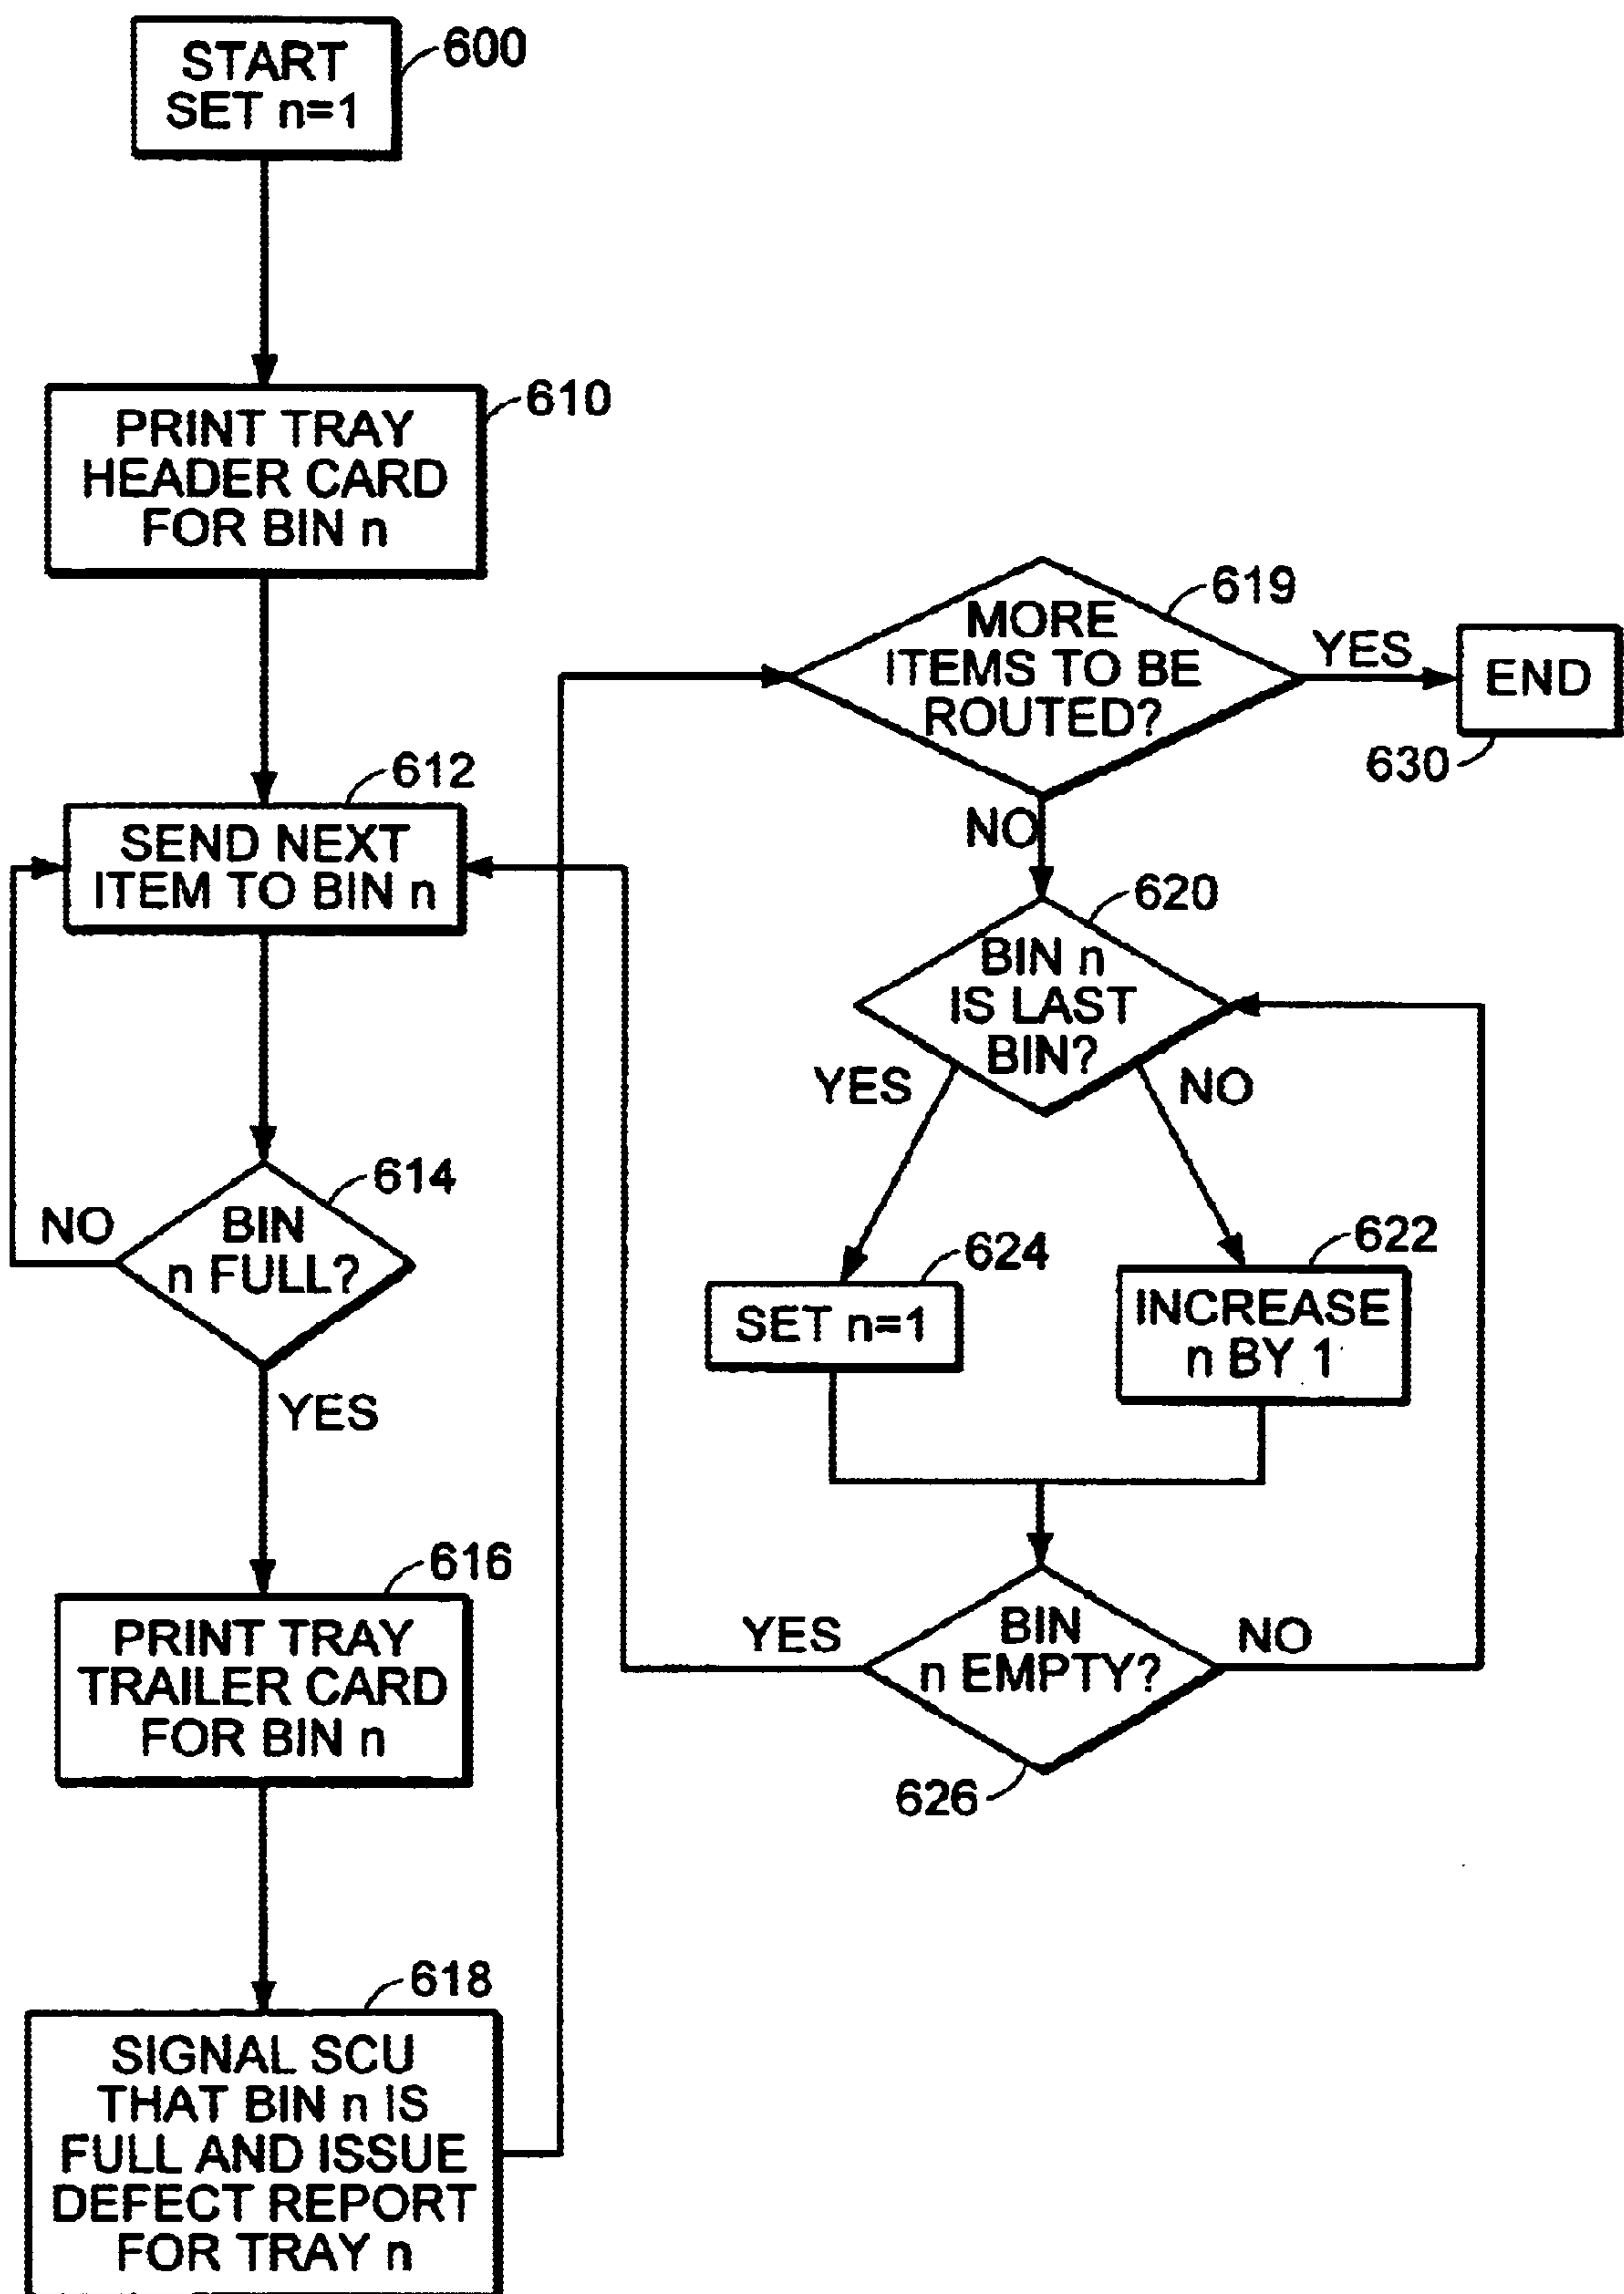 START
SET n=1
600
PRINT TRAY
HEADER CARD
FOR BIN n
610
612
SEND NEXT
ITEM TO BIN n
614
BIN
n FULL?
NO
YES
616
PRINT TRAY
TRAILER CARD
FOR BIN n
618
SIGNAL SCU
THAT BIN n IS
FULL AND ISSUE
DEFECT REPORT
FOR TRAY n
619
MORE
ITEMS TO BE
ROUTED?
YES
END
630
NO
620
BIN n
IS LAST
BIN?
YES
NO
624
SET n=1
622
INCREASE
n BY 1
BIN
n EMPTY?
YES
NO
626